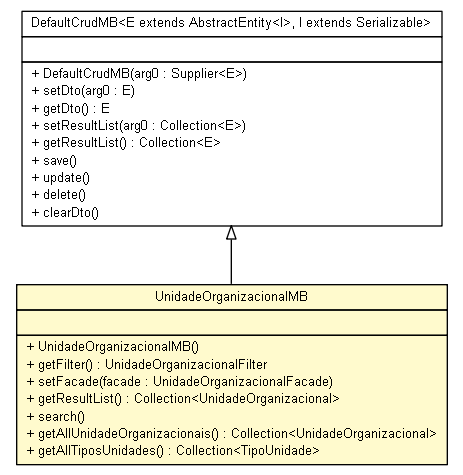 DefaultCrudMB<E extends AbstractEntity<I>, I extends Serializable>
+ DefaultCrudMB(arg0 : Supplier<E>)
+ setDto(arg0 : E)
+ getDto() : E
+ setResultList(arg0 : Collection<E>)
+ getResultList() : Collection<E>
+ save()
+ update()
+ delete()
+ clearDto()
UnidadeOrganizacionalMB
+ UnidadeOrganizacionalMB()
+ getFilter() : UnidadeOrganizacionalFilter
+ setFacade(facade : UnidadeOrganizacionalFacade)
+ getResultList() : Collection<UnidadeOrganizacional>
+ search()
+ getAllUnidadeOrganizacionais() : Collection<UnidadeOrganizacional>
+ getAllTiposUnidades() : Collection<TipoUnidade>